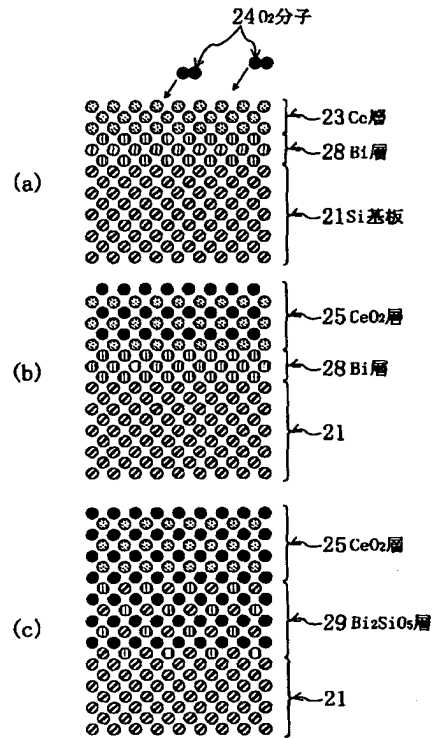 24 O₂分子
23 Ce層
28 Bi層
(a)
21 Si基板
25 CeO₂層
(b)
28 Bi層
21
25 CeO₂層
(c)
29 Bi₂SiO₅層
21